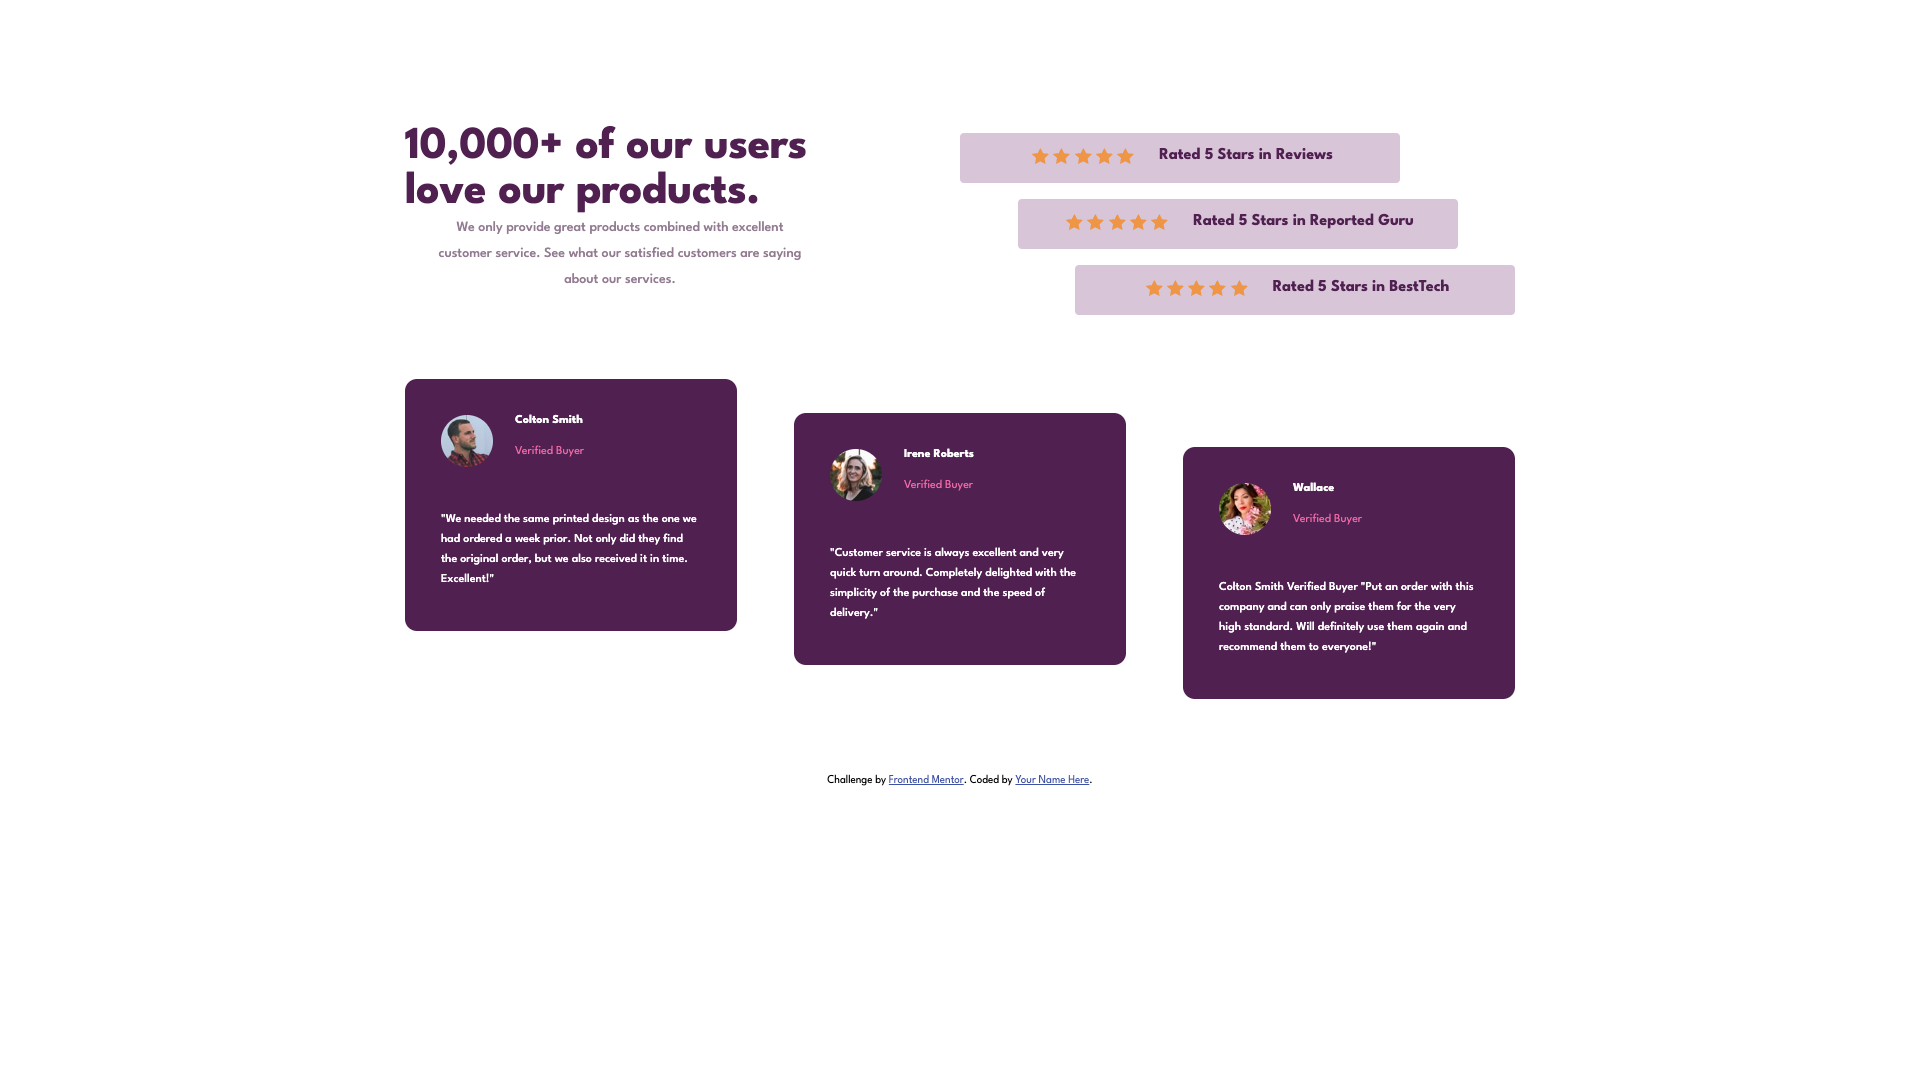 10,000+ of our users
love our products.
We only provide great products combined with excellent
customer service. See what our satisfied customers are saying
about our services.
Rated 5 Stars in Reviews
Rated 5 Stars in Reported Guru
Rated 5 Stars in BestTech
Colton Smith
Verified Buyer
"We needed the same printed design as the one we
had ordered a week prior. Not only did they find
the original order, but we also received it in time.
Excellent!"
Irene Roberts
Verified Buyer
"Customer service is always excellent and very
quick turn around. Completely delighted with the
simplicity of the purchase and the speed of
delivery."
Wallace
Verified Buyer
Colton Smith Verified Buyer "Put an order with this
company and can only praise them for the very
high standard. Will definitely use them again and
recommend them to everyone!"
Challenge by Frontend Mentor. Coded by Your Name Here.